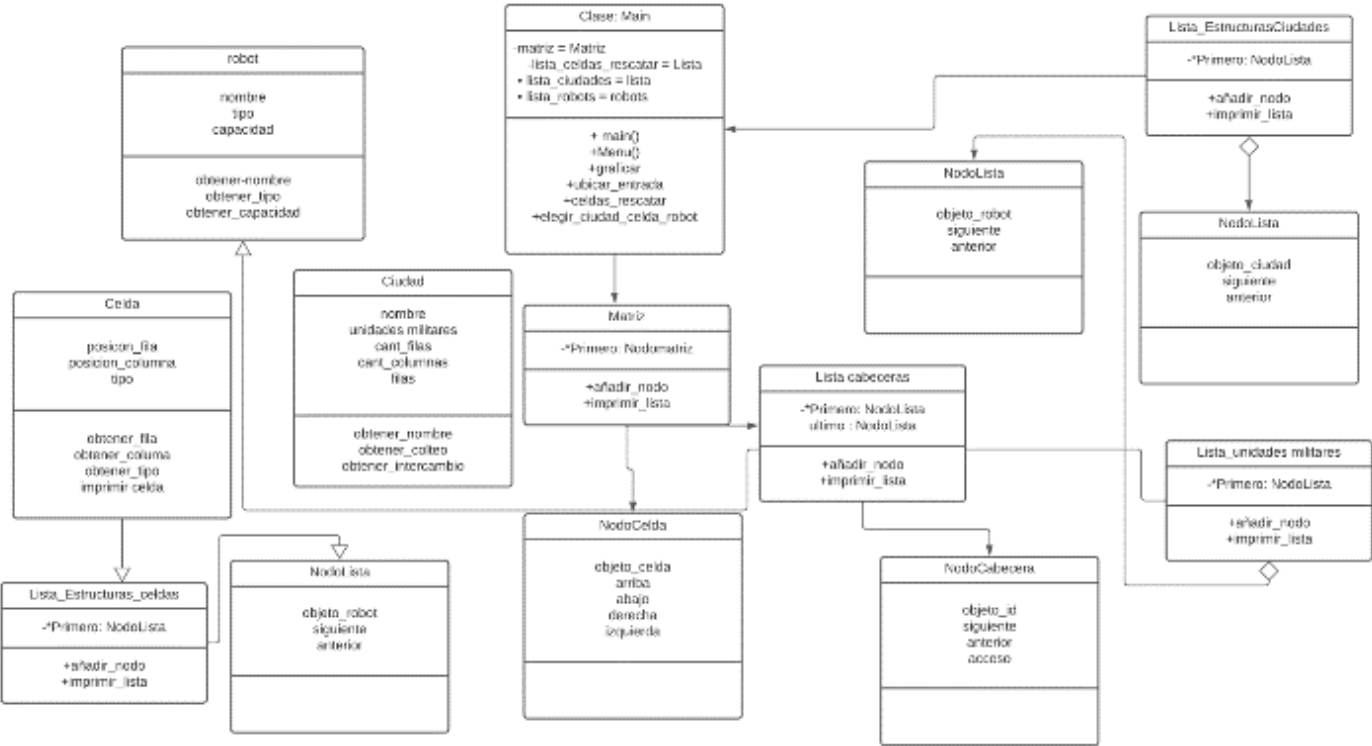 Clase: Main
-matriz = Matriz
-lista_celdas_rescatar = Lista
• lista_ciudades = lista
• lista_robots = robots
+ main()
+Menu()
+graficar
+ubicar_entrada
+celdas_rescatar
+elegir_ciudad_celda_robot
robot
nombre
tipo
capacidad
obtener-nombre
obtener_tipo
obtener_capacidad
Lista_EstructurasCiudades
-*Primero: NodoLista
+añadir_nodo
+imprimir_lista
NodoLista
objeto_robot
siguiente
anterior
NodoLista
objeto_ciudad
siguiente
anterior
Ciudad
nombre
unidades militares
cant_filas
cant_columnas
filas
obtener_nombre
obtener_colteo
obtener_intercambio
Celda
posicon_fila
posicion_columna
tipo
obtener_fila
obtener_columa
obtener_tipo
imprimir celda
Matriz
-*Primero: Nodomatriz
+añadir_nodo
+imprimir_lista
Lista cabeceras
-*Primero: NodoLista
ultimo : NodoLista
+añadir_nodo
+imprimir_lista
Lista_unidades militares
-*Primero: NodoLista
+añadir_nodo
+imprimir_lista
NodoCelda
objeto_celda
arriba
abajo
derecha
izquierda
NodoCabecera
objeto_id
siguiente
anterior
acceso
Lista_Estructuras_celdas
-*Primero: NodoLista
+añadir_nodo
+imprimir_lista
NodoLista
objeto_robot
siguiente
anterior